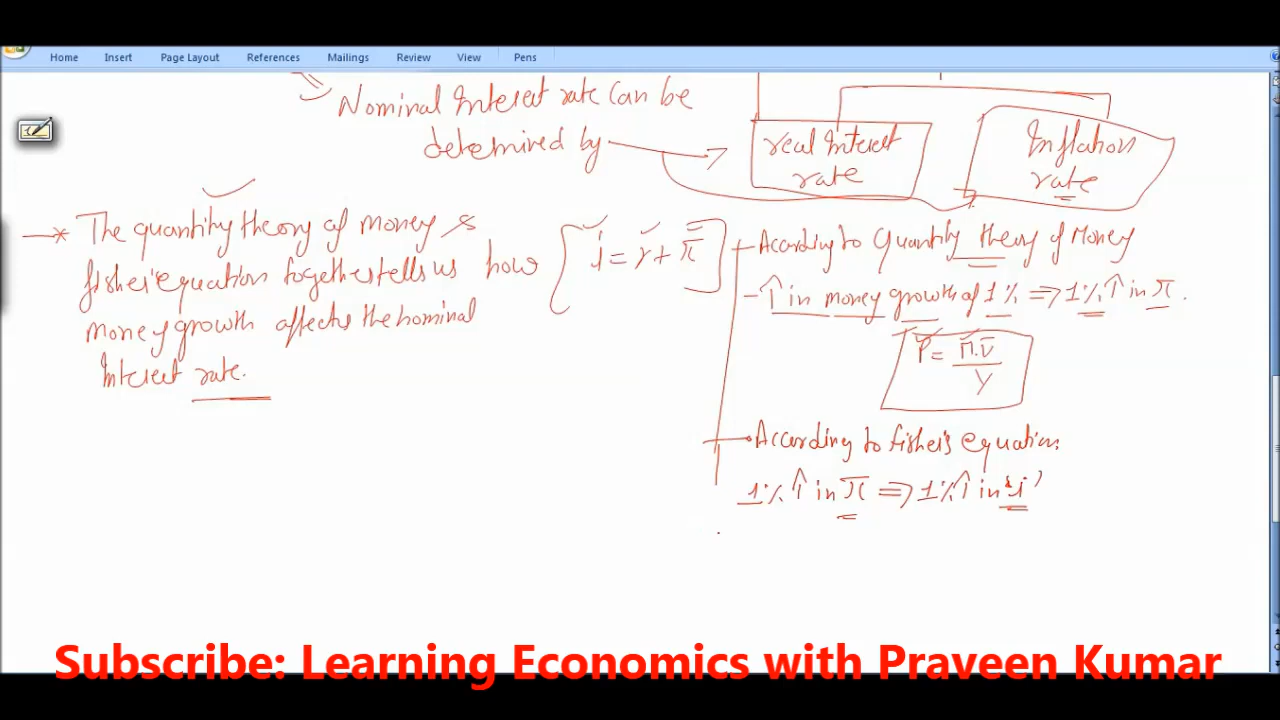 Home Insert Page Layout References Mailings Review View Pens
Nominal Interest rate can be
determined by
real Interest
rate
Inflation
rate
* The quantity theory of money &
fisher's equation together tells us how
money growth affects the nominal
Interest rate.
i = r + π
According to Quantity theory of Money
- ↑ in money growth of 1% ⇒ 1% ↑ in π.
P = M.V
Y
According to fisher's equation.
1% ↑ in π ⇒ 1% ↑ in 'i'
Subscribe: Learning Economics with Praveen Kumar